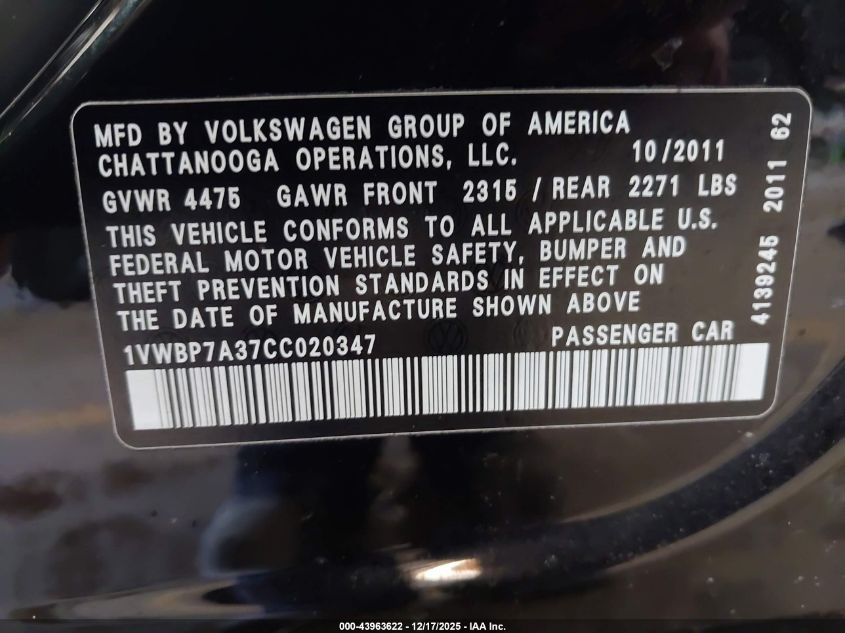 MFD BY VOLKSWAGEN GROUP OF AMERICA
CHATTANOOGA OPERATIONS, LLC. 10/2011
GVWR 4475 GAWR FRONT 2315 / REAR 2271 LBS
THIS VEHICLE CONFORMS TO ALL APPLICABLE U.S.
FEDERAL MOTOR VEHICLE SAFETY, BUMPER AND
THEFT PREVENTION STANDARDS IN EFFECT ON
THE DATE OF MANUFACTURE SHOWN ABOVE
1VWBP7A37CC020347 PASSENGER CAR
4139245 2011 62
000-43963622 - 12/17/2025 - IAA Inc.